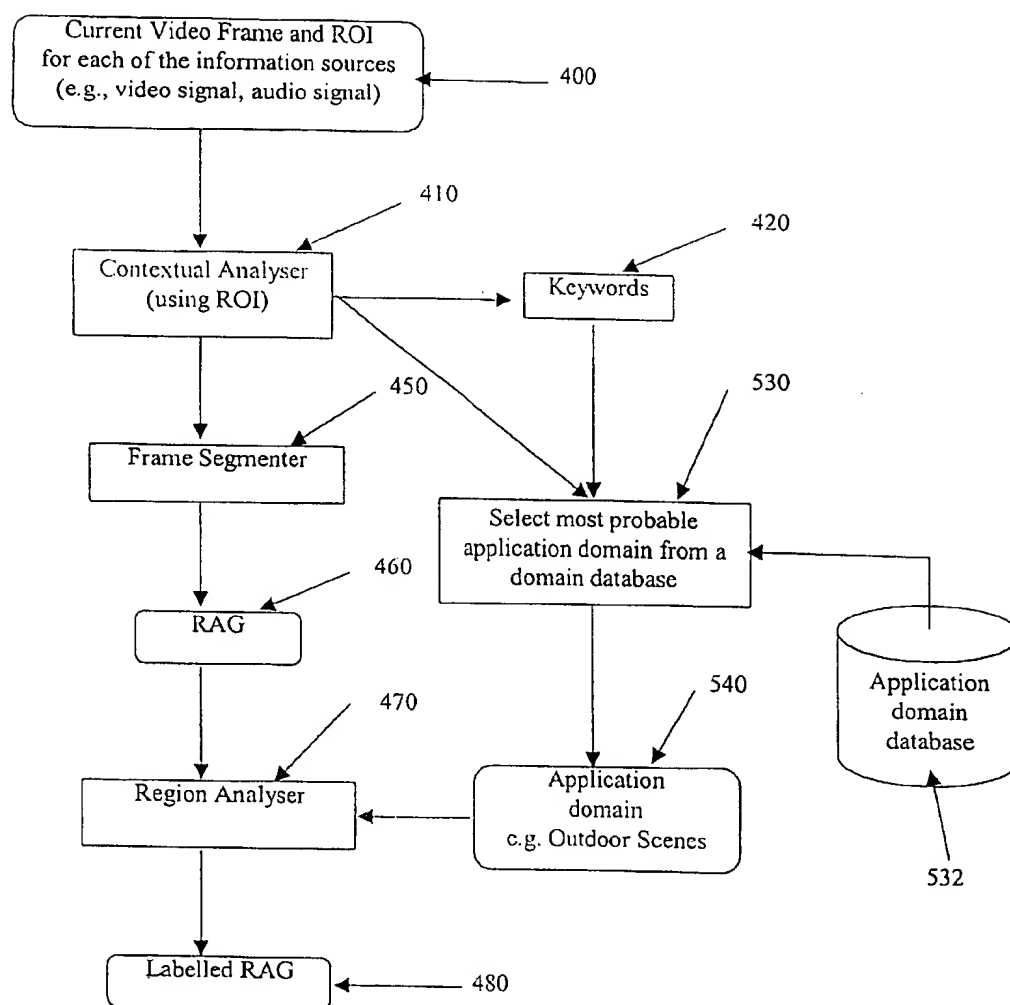 Current Video Frame and ROI
for each of the information sources
(e.g., video signal, audio signal)
400
410
Contextual Analyser
(using ROI)
420
Keywords
450
Frame Segmenter
530
Select most probable
application domain from a
domain database
460
RAG
470
Region Analyser
540
Application
domain
e.g. Outdoor Scenes
Application
domain
database
532
Labelled RAG
480